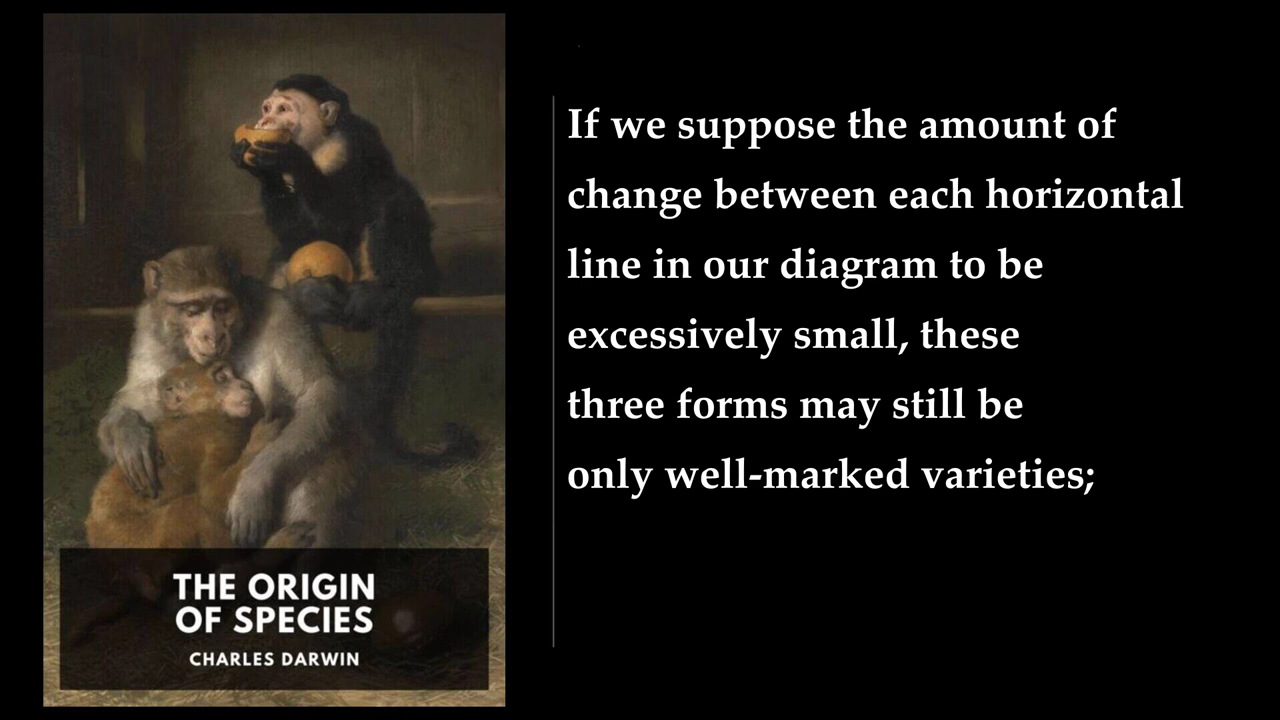 THE ORIGIN
OF SPECIES
CHARLES DARWIN
If we suppose the amount of
change between each horizontal
line in our diagram to be
excessively small, these
three forms may still be
only well-marked varieties;